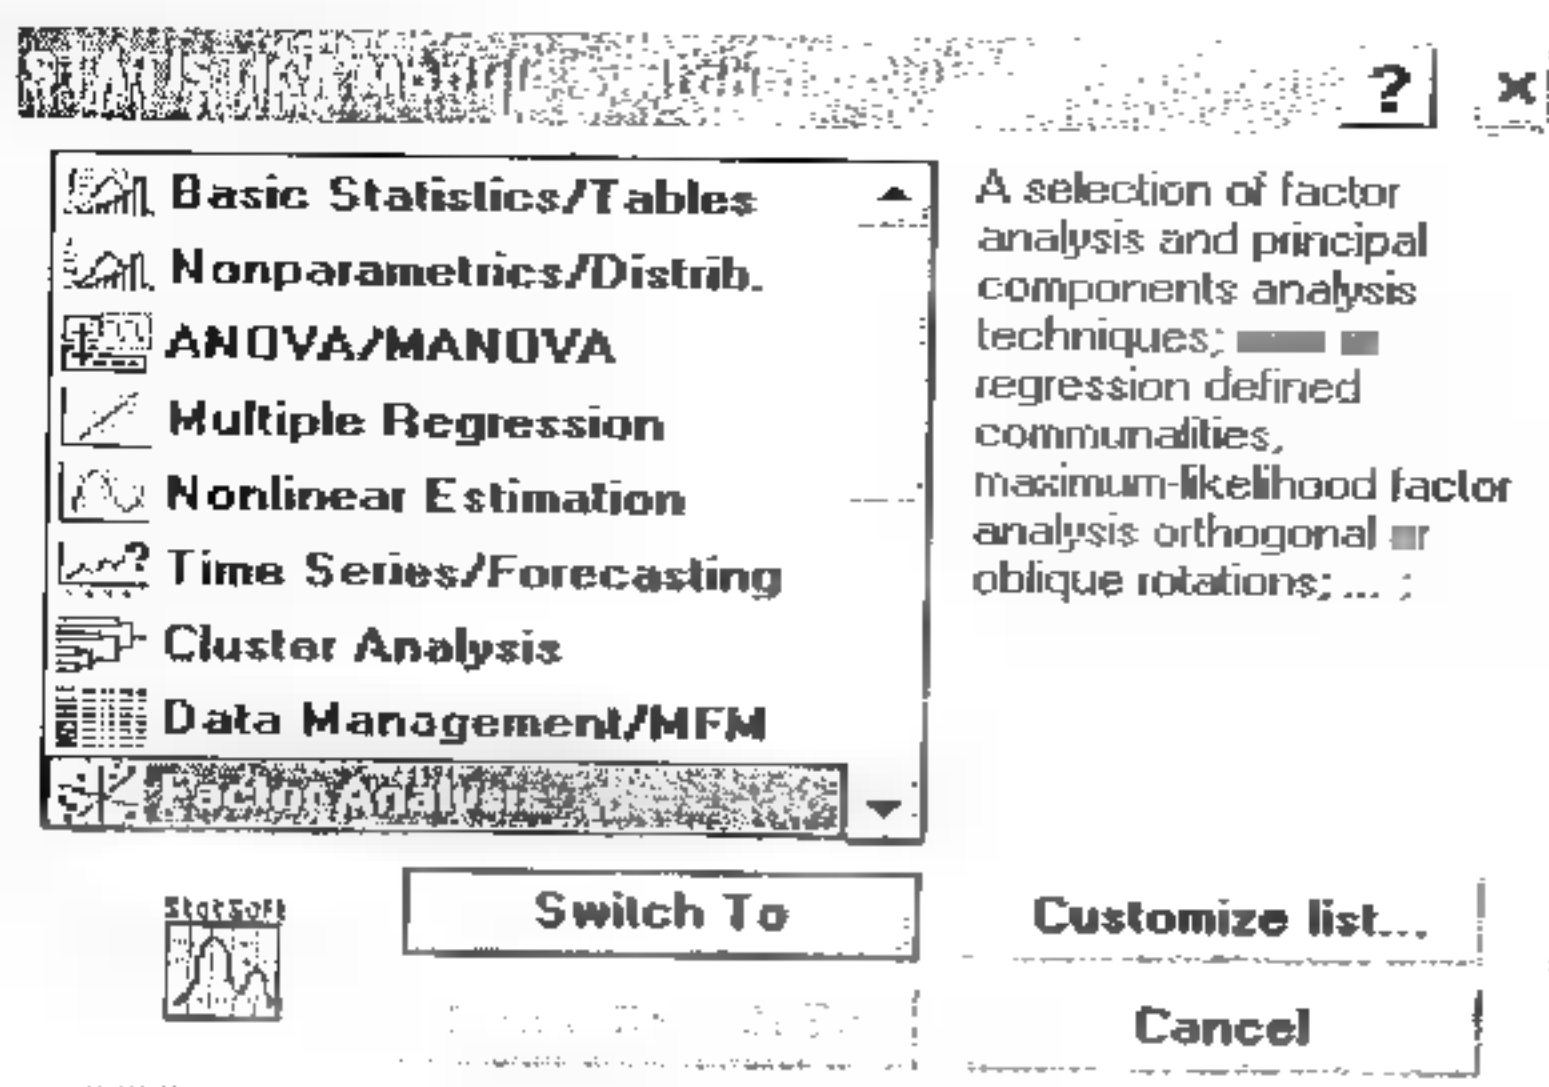 ?
Basic Statistics/Tables
Nonparametrics/Distrib.
ANOVA/MANOVA
Multiple Regression
Nonlinear Estimation
Time Series/Forecasting
Cluster Analysis
Data Management/MFM
Factor Analysis
A selection of factor
analysis and principal
components analysis
techniques;
regression defined
communalities,
maximum-likelihood factor
analysis orthogonal
oblique rotations; ... ;
StatSoft
Switch To
Customize list...
Cancel